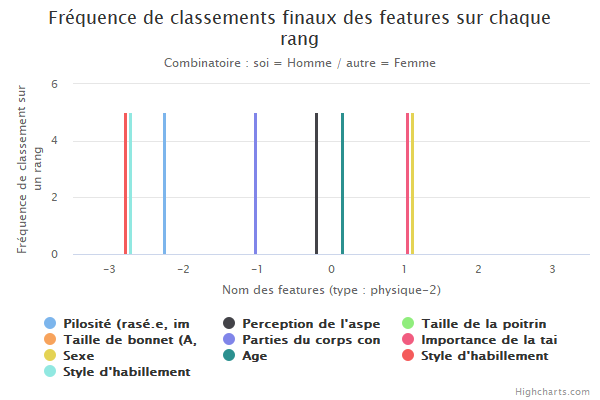 Fréquence de classements finaux des features sur chaque
rang
Combinatoire : soi = Homme / autre = Femme
Fréquence de classement sur
un rang
6
4
2
0
-3 -2 -1 0 1 2 3
Nom des features (type : physique-2)
Pilosité (rasé.e, im Perception de l'aspe Taille de la poitrin
Taille de bonnet (A, Parties du corps con Importance de la tai
Sexe Age Style d'habillement
Style d'habillement
Highcharts.com